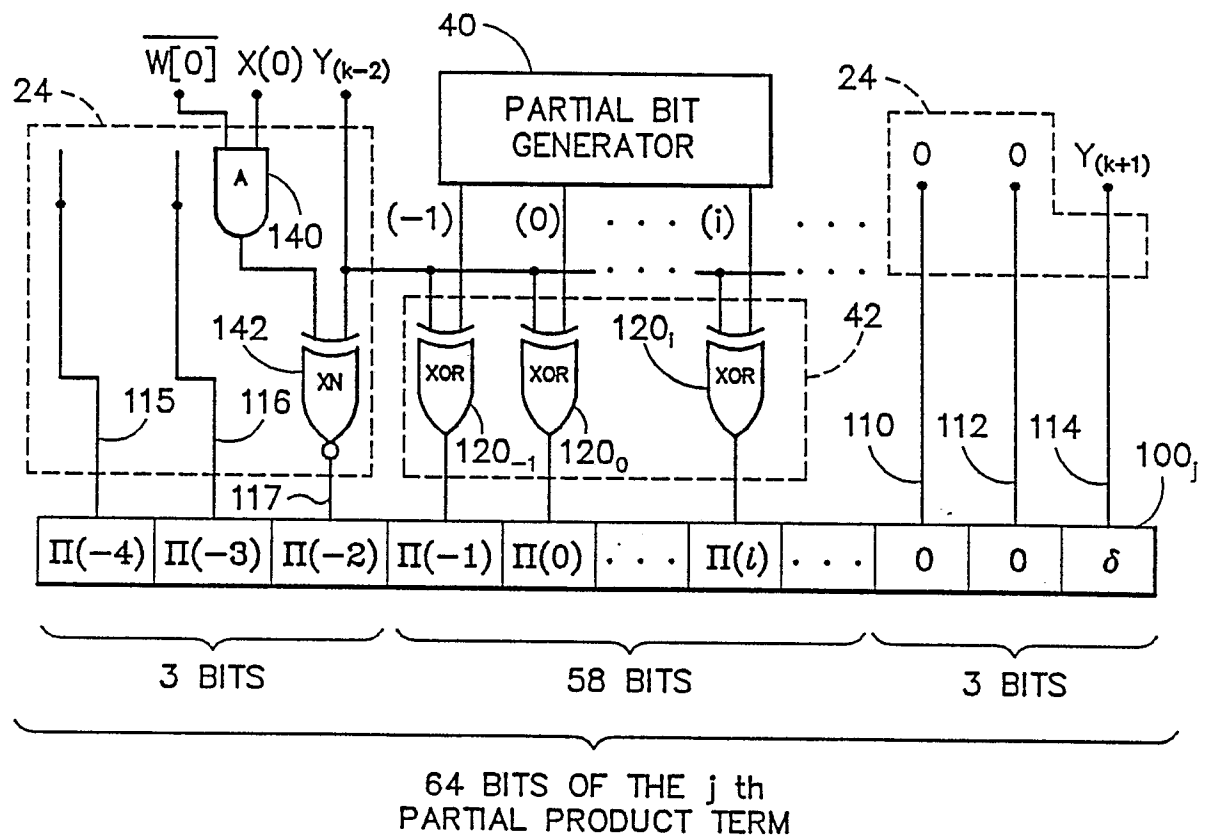 40
W[0] X(0) Y(k-2)
24
PARTIAL BIT
GENERATOR
24
0 0 Y(k+1)
A
140
(-1) (0) . . . . (i) . . . .
. . . . . . . .
142
XN
XOR XOR XOR
120i
42
115 116
120-1 1200
110 112 114
100j
117
Π(-4) Π(-3) Π(-2) Π(-1) Π(0) . . . Π(i) . . . 0 0 δ
3 BITS 58 BITS 3 BITS
64 BITS OF THE j th
PARTIAL PRODUCT TERM